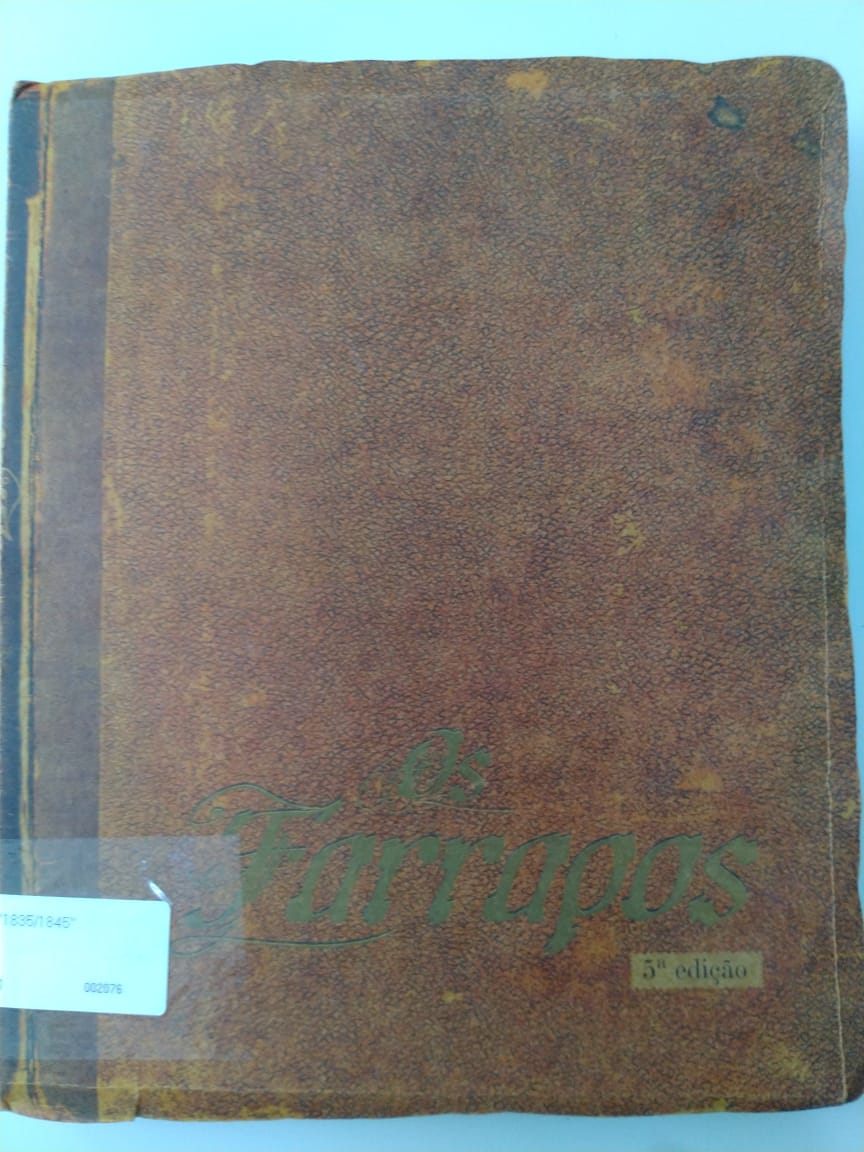 Os
Farrapos
5ª edição
"1835/1845"
002076